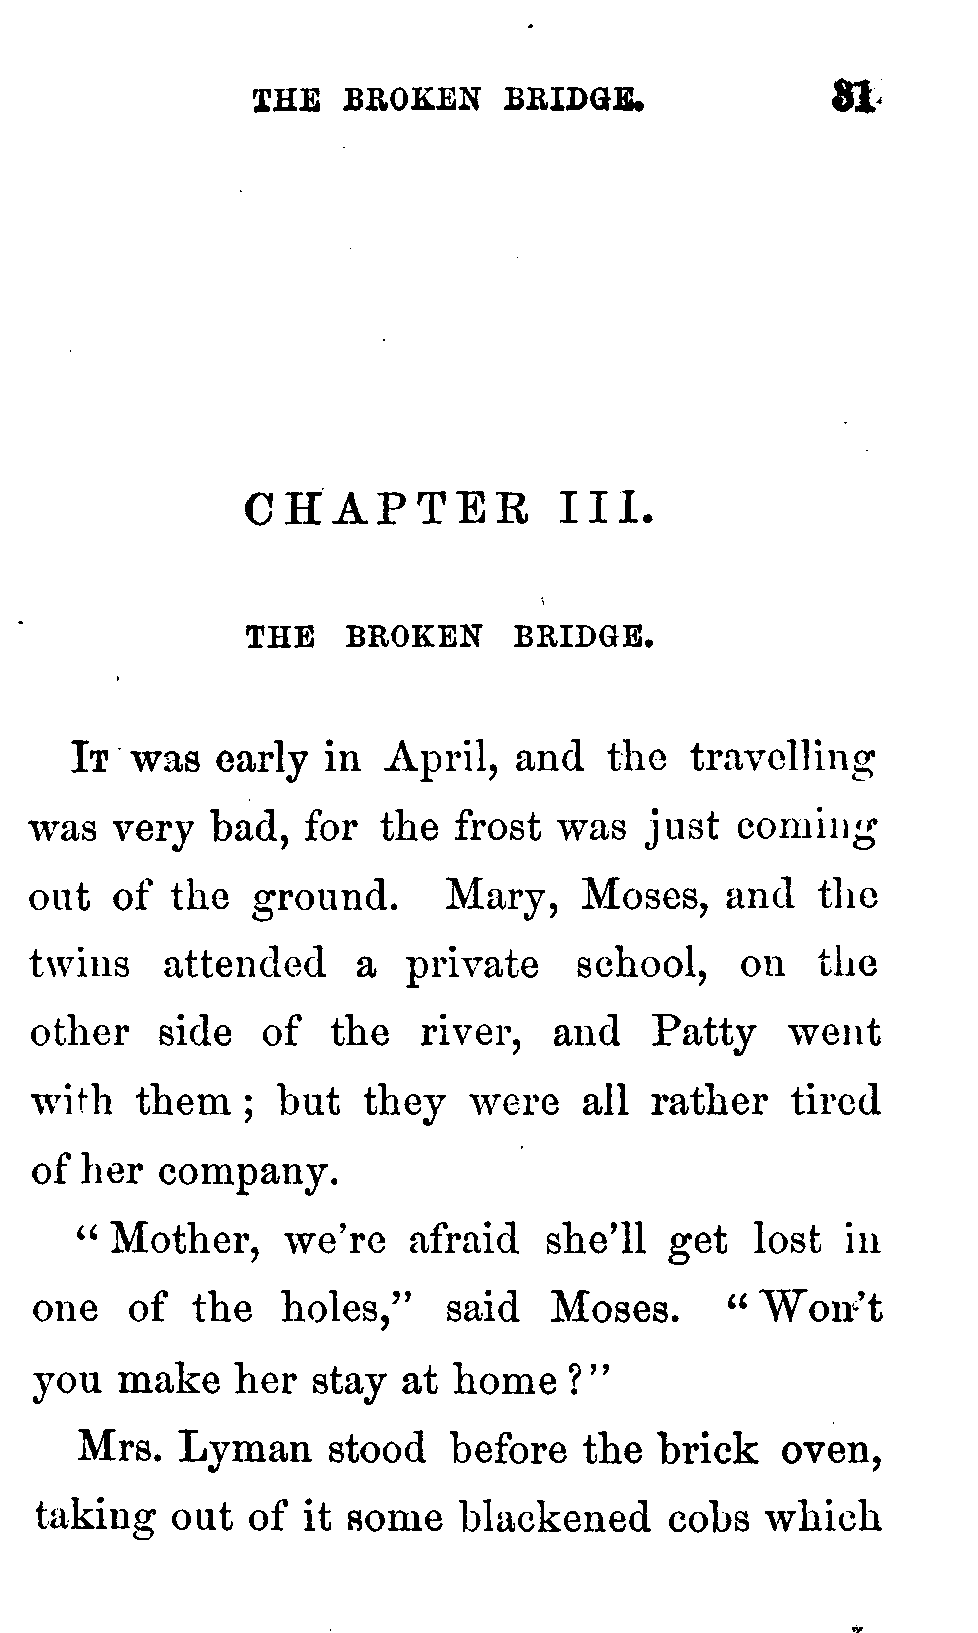 THE BROKEN BRIDGE. 31
CHAPTER III.
THE BROKEN BRIDGE.
IT was early in April, and the travelling
was very bad, for the frost was just coming
out of the ground. Mary, Moses, and the
twins attended a private school, on the
other side of the river, and Patty went
with them; but they were all rather tired
of her company.
“Mother, we’re afraid she’ll get lost in
one of the holes,” said Moses. “Won’t
you make her stay at home?”
Mrs. Lyman stood before the brick oven,
taking out of it some blackened cobs which